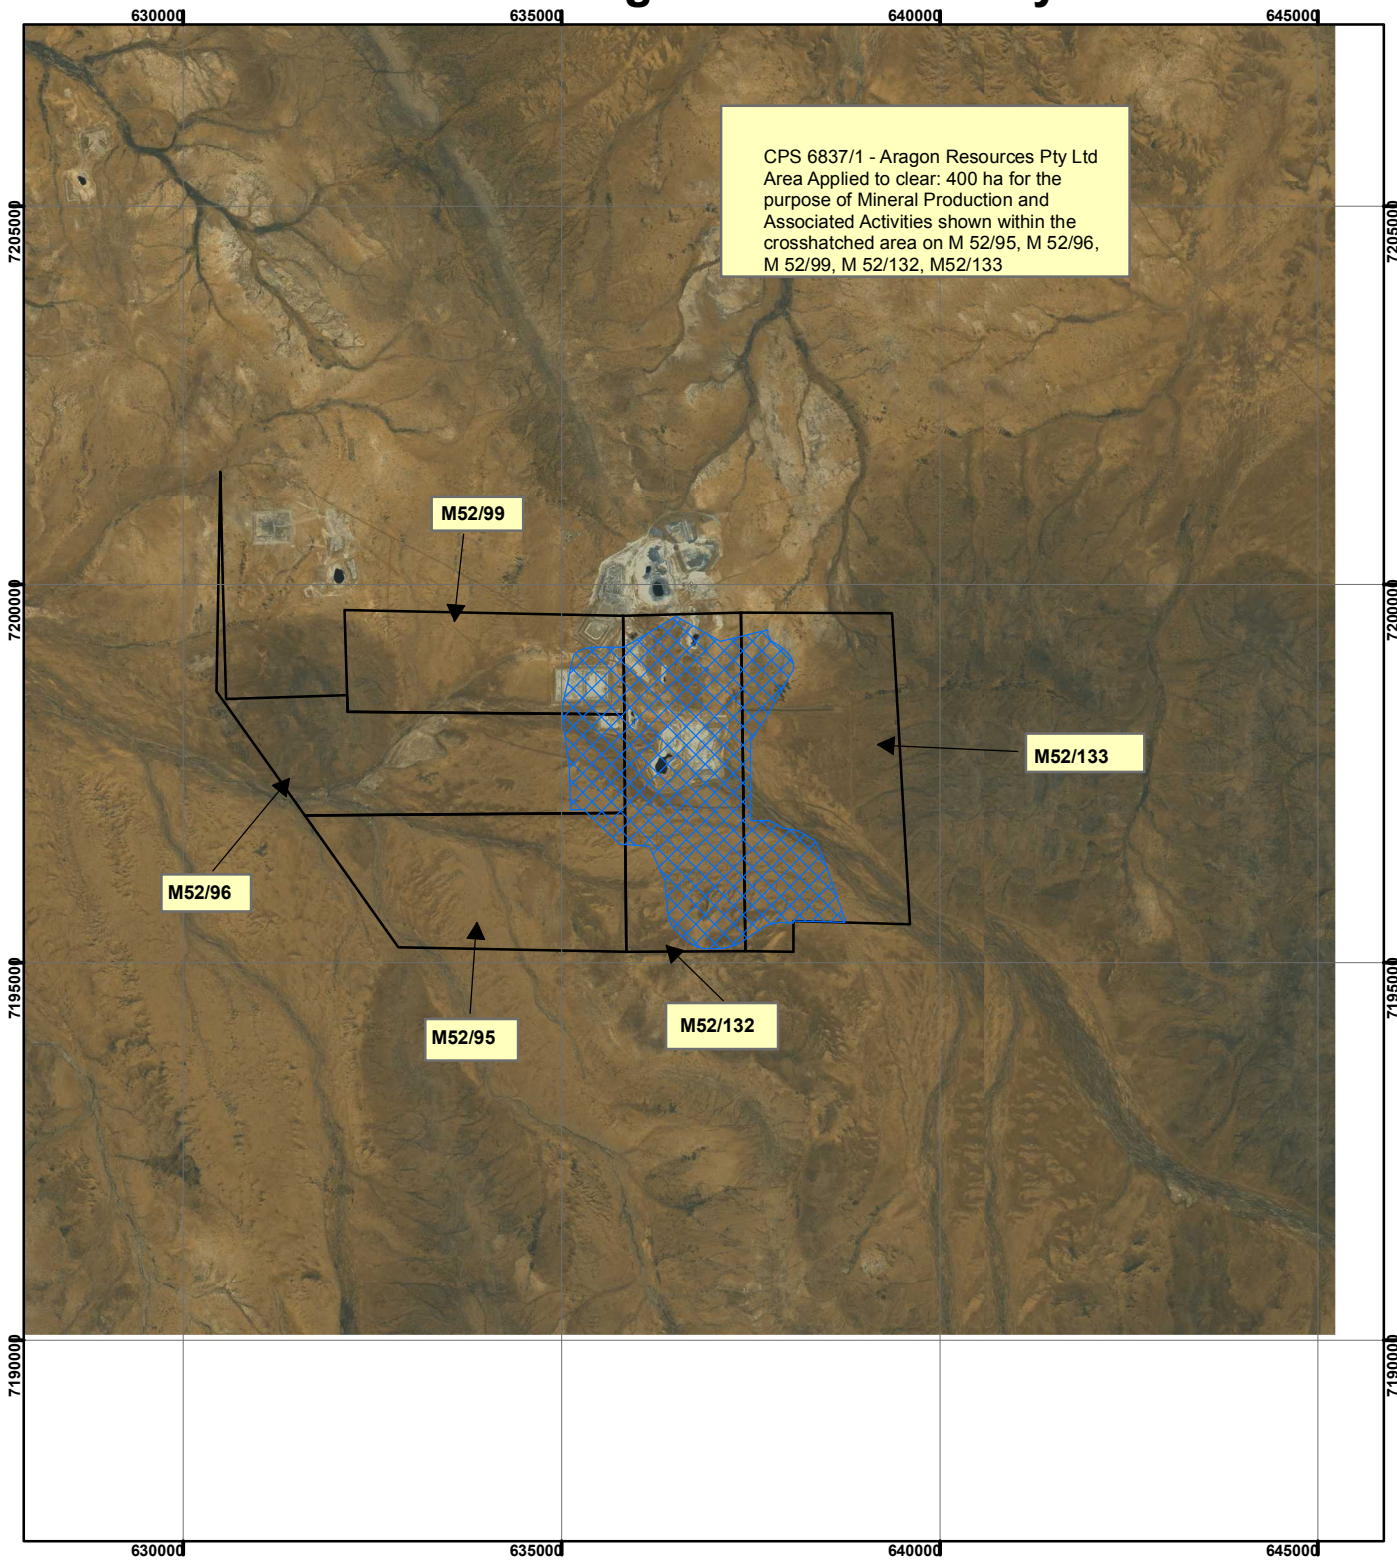 630000 635000 640000 645000
CPS 6837/1 - Aragon Resources Pty Ltd
Area Applied to clear: 400 ha for the
purpose of Mineral Production and
Associated Activities shown within the
crosshatched area on M 52/95, M 52/96,
M 52/99, M 52/132, M52/133
7205000 7205000
M52/99
7200000 7200000
M52/133
M52/96
7195000 7195000
M52/132
M52/95
7190000 7190000
630000 635000 640000 645000